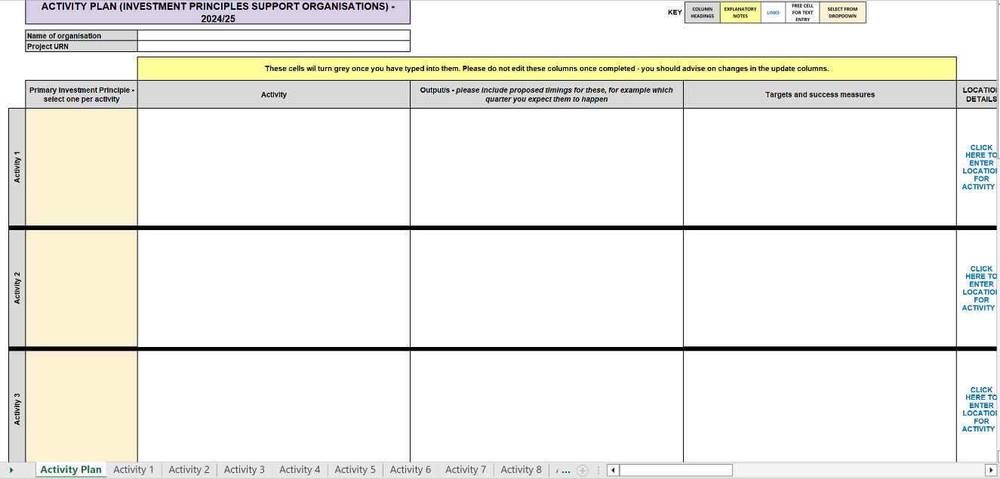 ACTIVITY PLAN (INVESTMENT PRINCIPLES SUPPORT ORGANISATIONS) -
2024/25
KEY
COLUMN
HEADINGS
EXPLANATORY
NOTES
LINKS
FREE CELL
FOR TEXT
ENTRY
SELECT FROM
DROPDOWN
Name of organisation
Project URN
These cells wil turn grey once you have typed into them. Please do not edit these columns once completed - you should advise on changes in the update columns.
Primary Investment Principle -
select one per activity
Activity
Output/s - please include proposed timings for these, for example which
quarter you expect them to happen
Targets and success measures
LOCATIO
DETAILS
Activity 1
CLICK
HERE TO
ENTER
LOCATIO
FOR
ACTIVITY
Activity 2
CLICK
HERE TO
ENTER
LOCATIO
FOR
ACTIVITY
Activity 3
CLICK
HERE TO
ENTER
LOCATIO
FOR
ACTIVITY
Activity Plan Activity 1 Activity 2 Activity 3 Activity 4 Activity 5 Activity 6 Activity 7 Activity 8 ...